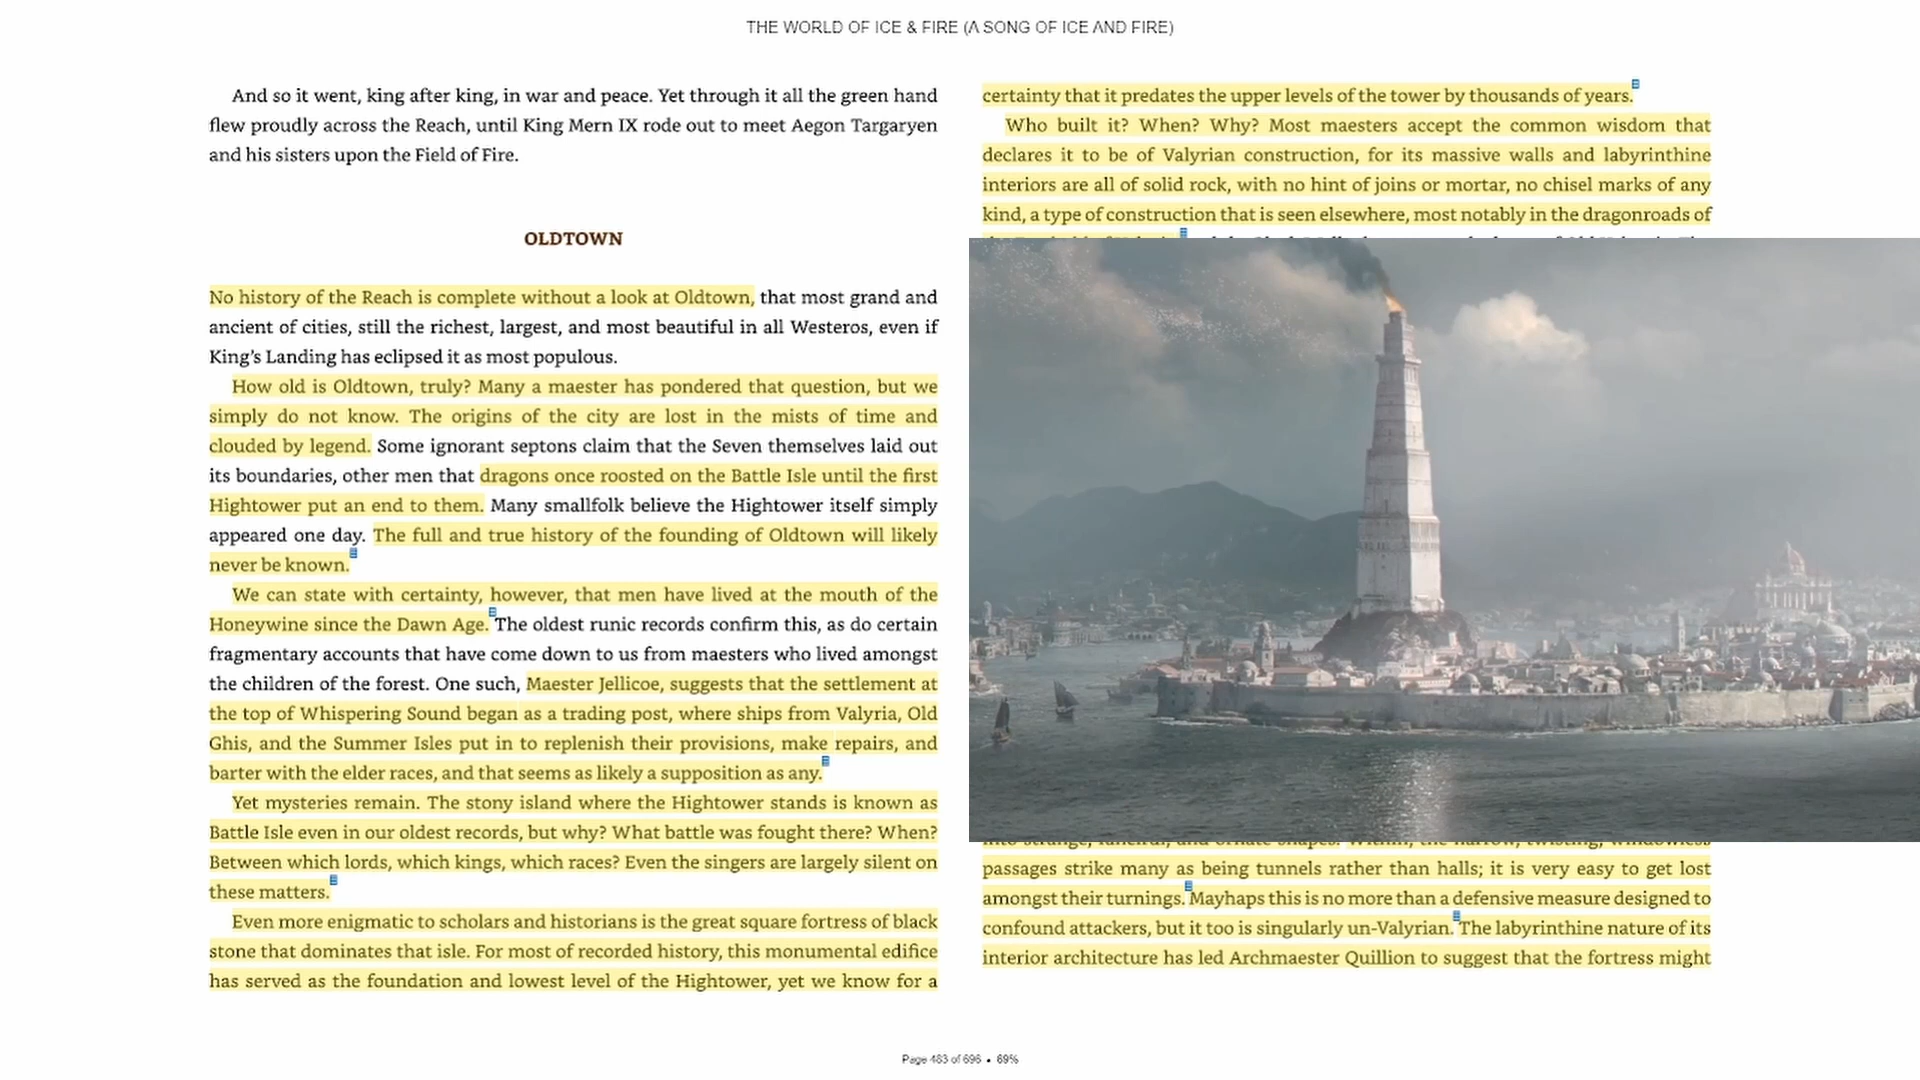 THE WORLD OF ICE & FIRE (A SONG OF ICE AND FIRE)
And so it went, king after king, in war and peace. Yet through it all the green hand
flew proudly across the Reach, until King Mern IX rode out to meet Aegon Targaryen
and his sisters upon the Field of Fire.
OLDTOWN
No history of the Reach is complete without a look at Oldtown, that most grand and
ancient of cities, still the richest, largest, and most beautiful in all Westeros, even if
King's Landing has eclipsed it as most populous.
How old is Oldtown, truly? Many a maester has pondered that question, but we
simply do not know. The origins of the city are lost in the mists of time and
clouded by legend. Some ignorant septons claim that the Seven themselves laid out
its boundaries, other men that dragons once roosted on the Battle Isle until the first
Hightower put an end to them. Many smallfolk believe the Hightower itself simply
appeared one day. The full and true history of the founding of Oldtown will likely
never be known.
We can state with certainty, however, that men have lived at the mouth of the
Honeywine since the Dawn Age. The oldest runic records confirm this, as do certain
fragmentary accounts that have come down to us from maesters who lived amongst
the children of the forest. One such, Maester Jellicoe, suggests that the settlement at
the top of Whispering Sound began as a trading post, where ships from Valyria, Old
Ghis, and the Summer Isles put in to replenish their provisions, make repairs, and
barter with the elder races, and that seems as likely a supposition as any.
Yet mysteries remain. The stony island where the Hightower stands is known as
Battle Isle even in our oldest records, but why? What battle was fought there? When?
Between which lords, which kings, which races? Even the singers are largely silent on
these matters.
Even more enigmatic to scholars and historians is the great square fortress of black
stone that dominates that isle. For most of recorded history, this monumental edifice
has served as the foundation and lowest level of the Hightower, yet we know for a
certainty that it predates the upper levels of the tower by thousands of years.
Who built it? When? Why? Most maesters accept the common wisdom that
declares it to be of Valyrian construction, for its massive walls and labyrinthine
interiors are all of solid rock, with no hint of joins or mortar, no chisel marks of any
kind, a type of construction that is seen elsewhere, most notably in the dragonroads of
into strange, fanciful, and ornate shapes. Within, the narrow, twisting, windowless
passages strike many as being tunnels rather than halls; it is very easy to get lost
amongst their turnings. Mayhaps this is no more than a defensive measure designed to
confound attackers, but it too is singularly un-Valyrian. The labyrinthine nature of its
interior architecture has led Archmaester Quillion to suggest that the fortress might
Page 483 of 696 • 69%